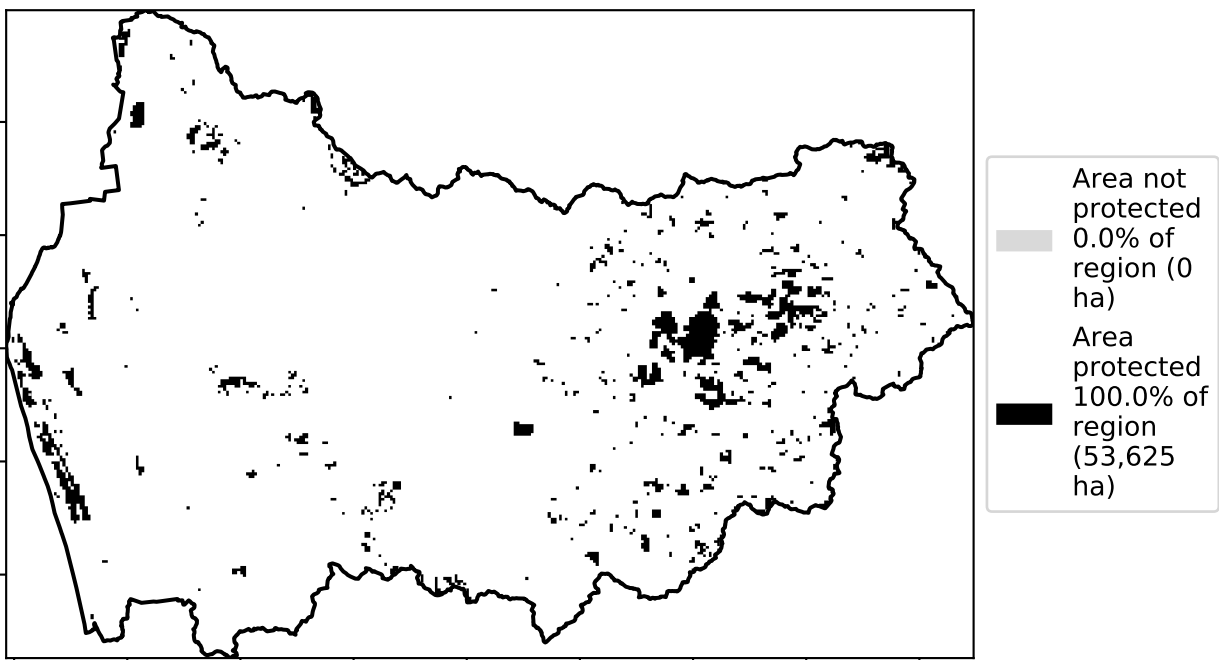 Area not
protected
0.0% of
region (0
ha)
Area
protected
100.0% of
region
(53,625
ha)